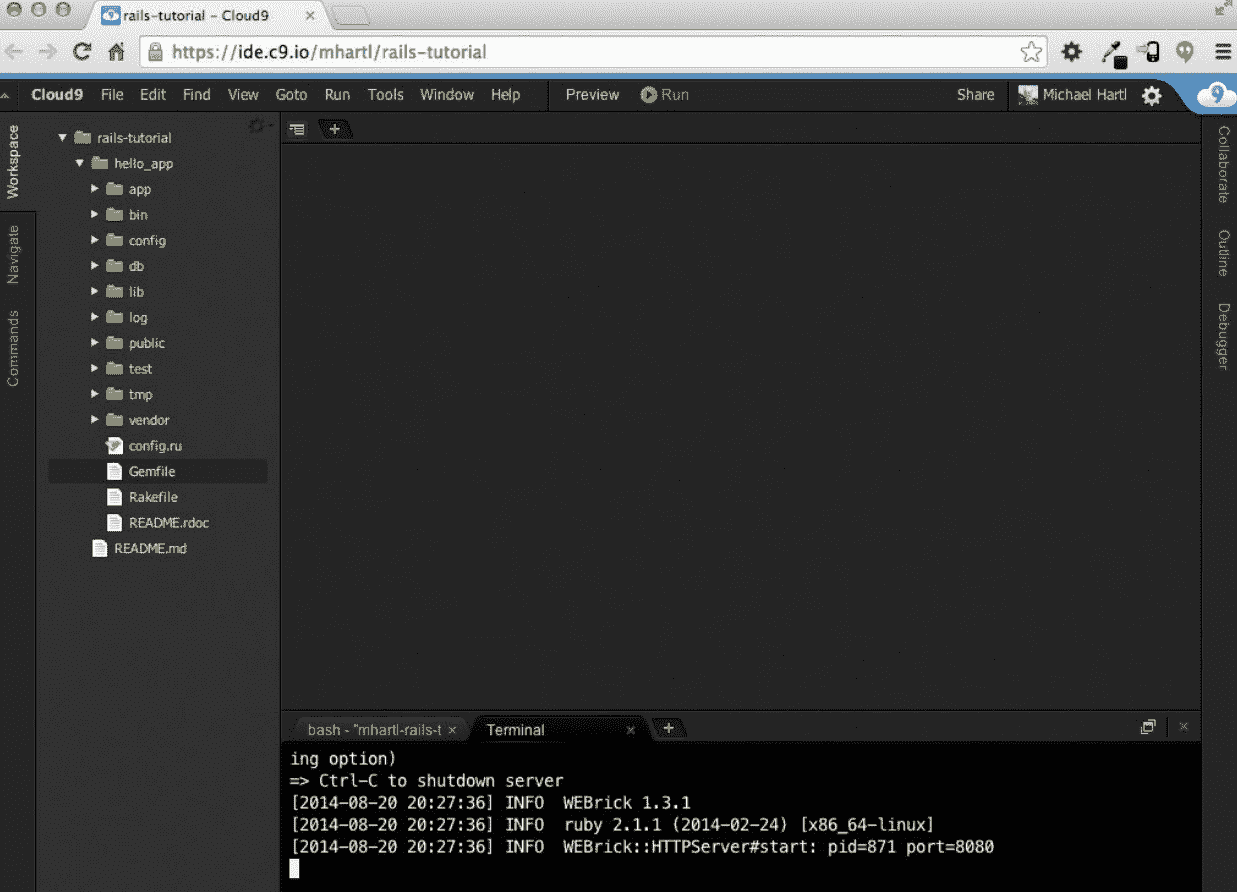 rails-tutorial - Cloud9
https://ide.c9.io/mhartl/rails-tutorial
Cloud9 File Edit Find View Goto Run Tools Window Help Preview Run Share Michael Hartl 9
Workspace
Navigate
Commands
rails-tutorial
hello_app
app
bin
config
db
lib
log
public
test
tmp
vendor
config.ru
Gemfile
Rakefile
README.rdoc
README.md
Collaborate
Outline
Debugger
bash - "mhartl-rails-t Terminal
ing option)
=> Ctrl-C to shutdown server
[2014-08-20 20:27:36] INFO  WEBrick 1.3.1
[2014-08-20 20:27:36] INFO  ruby 2.1.1 (2014-02-24) [x86_64-linux]
[2014-08-20 20:27:36] INFO  WEBrick::HTTPServer#start: pid=871 port=8080